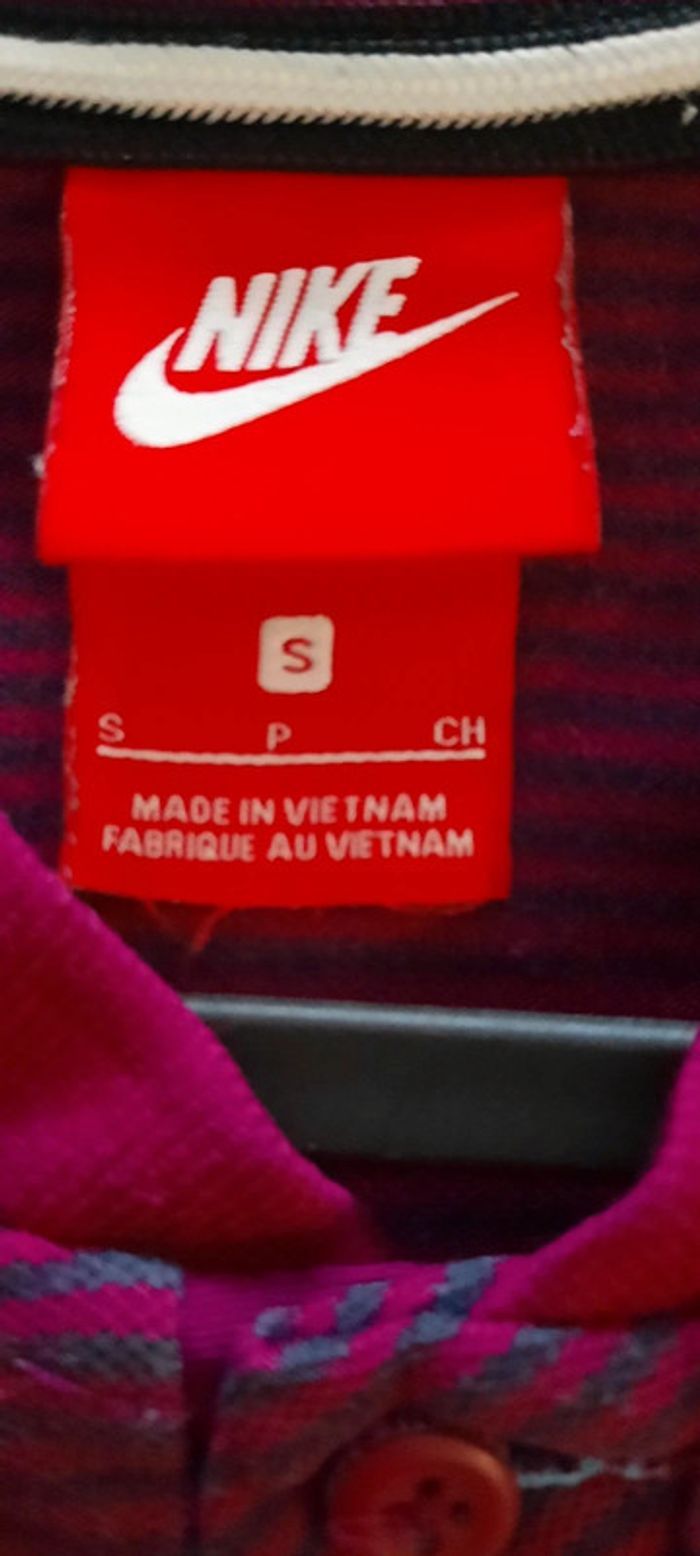 NIKE
S
S P CH
MADE IN VIETNAM
FABRIQUE AU VIETNAM